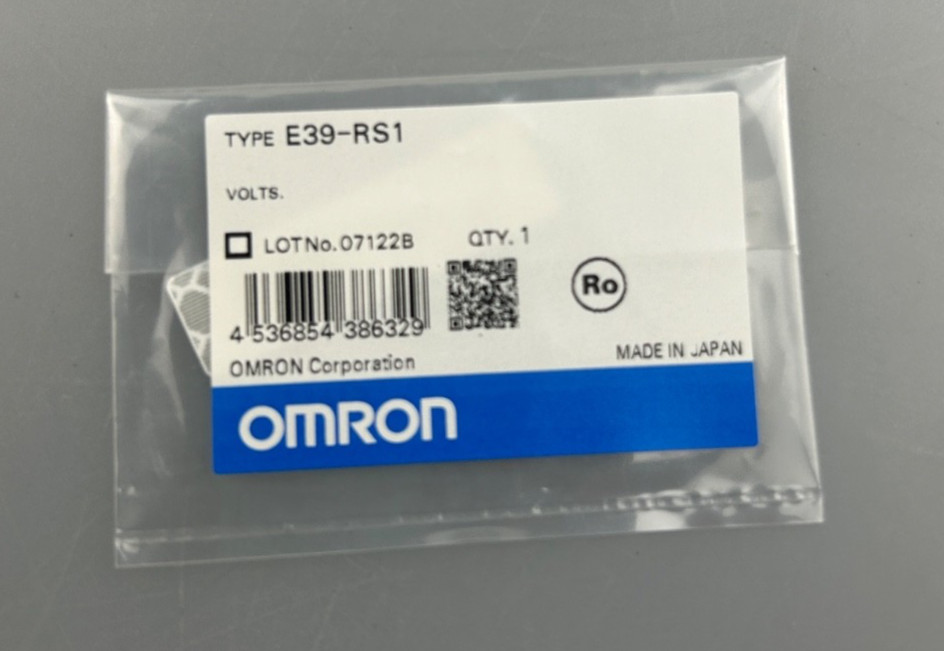 TYPE E39-RS1
VOLTS.
LOTNo. 07122B QTY. 1
Ro
4 536854 386329
OMRON Corporation MADE IN JAPAN
OMRON